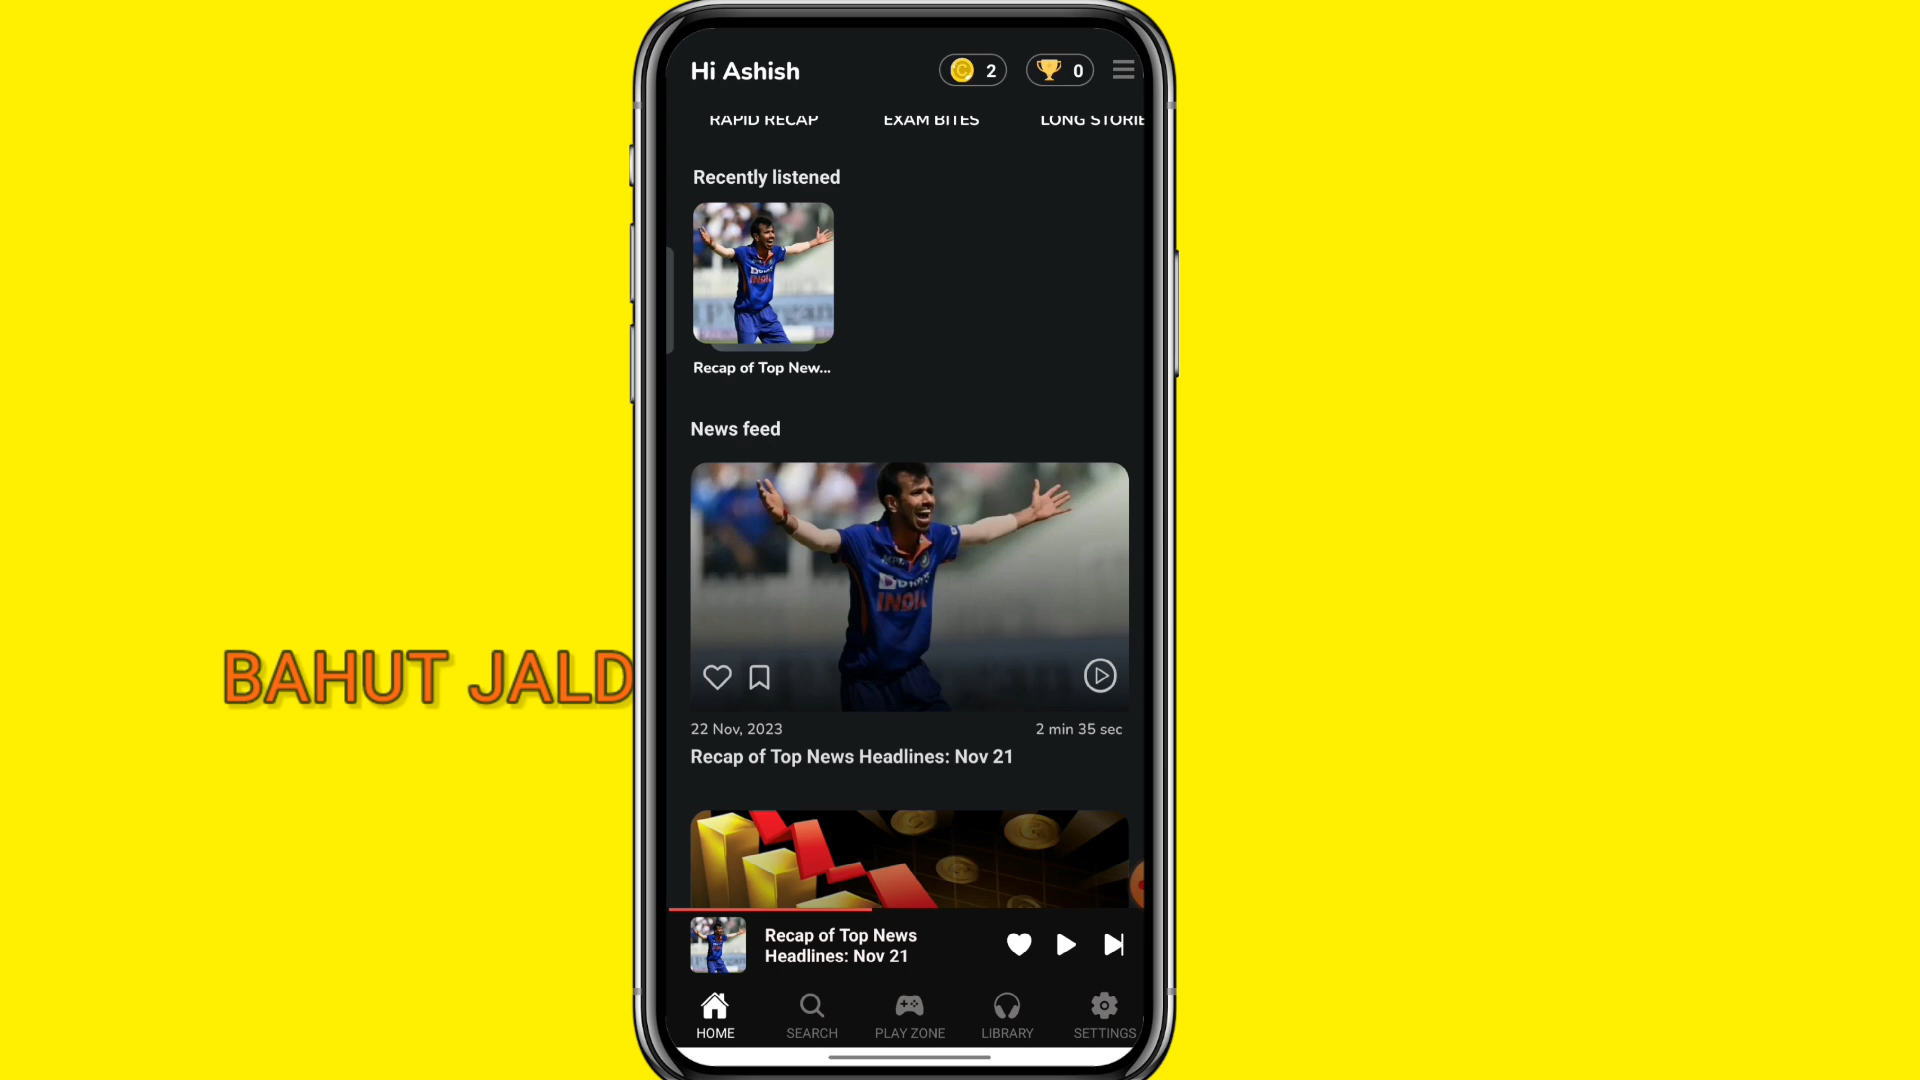 Hi Ashish
2
0
RAPID RECAP
EXAM BITES
LONG STORIE
Recently listened
INDIA
Recap of Top New...
News feed
INDIA
22 Nov, 2023
2 min 35 sec
Recap of Top News Headlines: Nov 21
BAHUT JALD
Recap of Top News
Headlines: Nov 21
HOME
SEARCH
PLAY ZONE
LIBRARY
SETTINGS